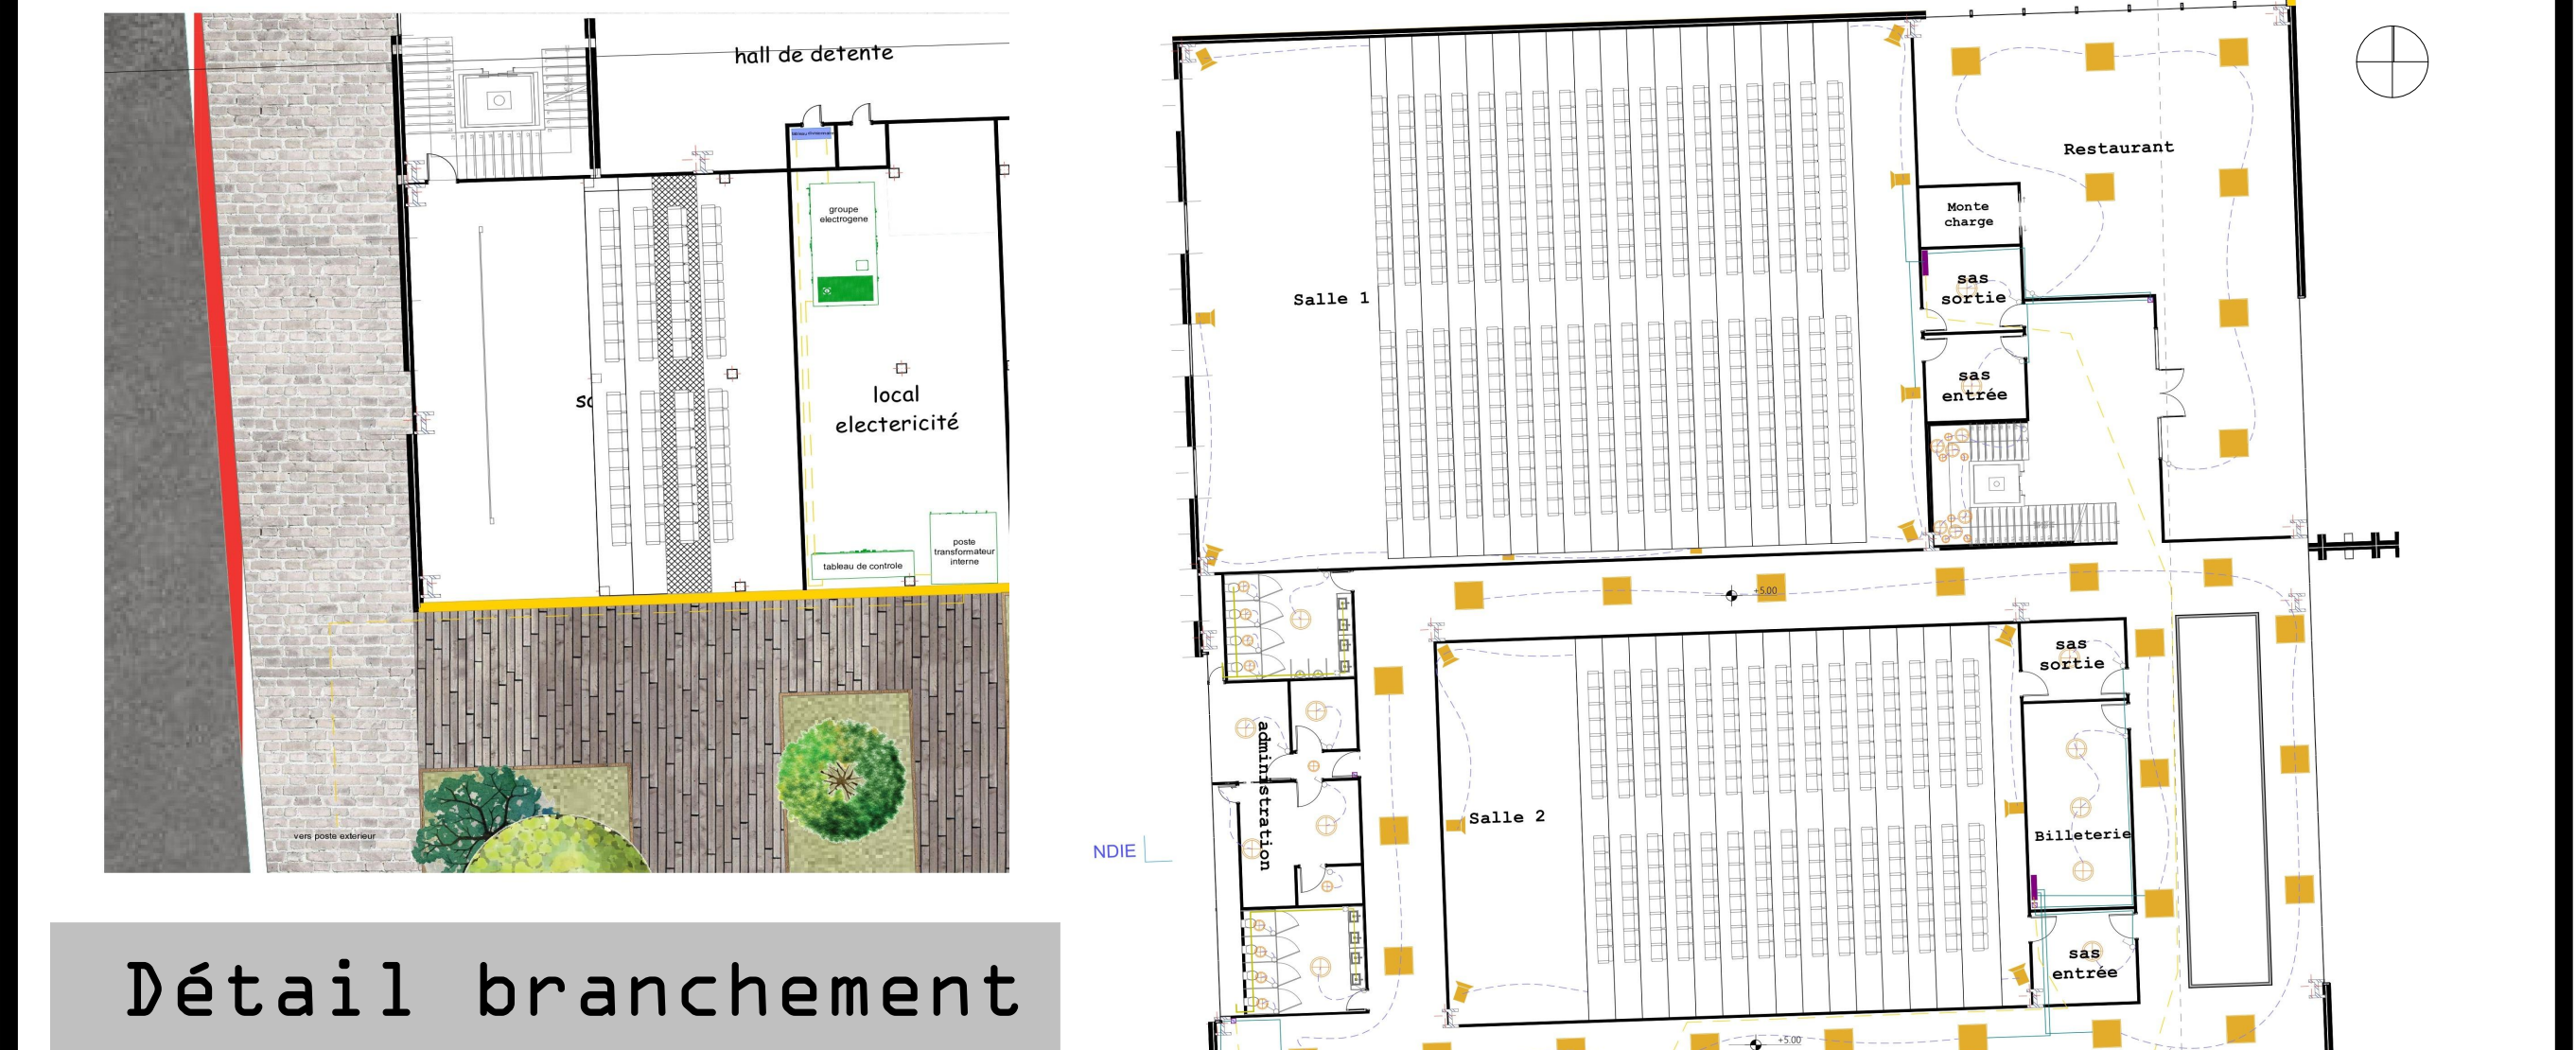 hall de detente
groupe
electrogene
local
electericité
poste
transformateur
interne
tableau de controle
vers poste exterieur
Détail branchement
Restaurant
Monte
charge
sas
sortie
Salle 1
sas
entrée
+5.00
sas
sortie
administration
Salle 2
Billeterie
NDIE
sas
entrée
+5.00